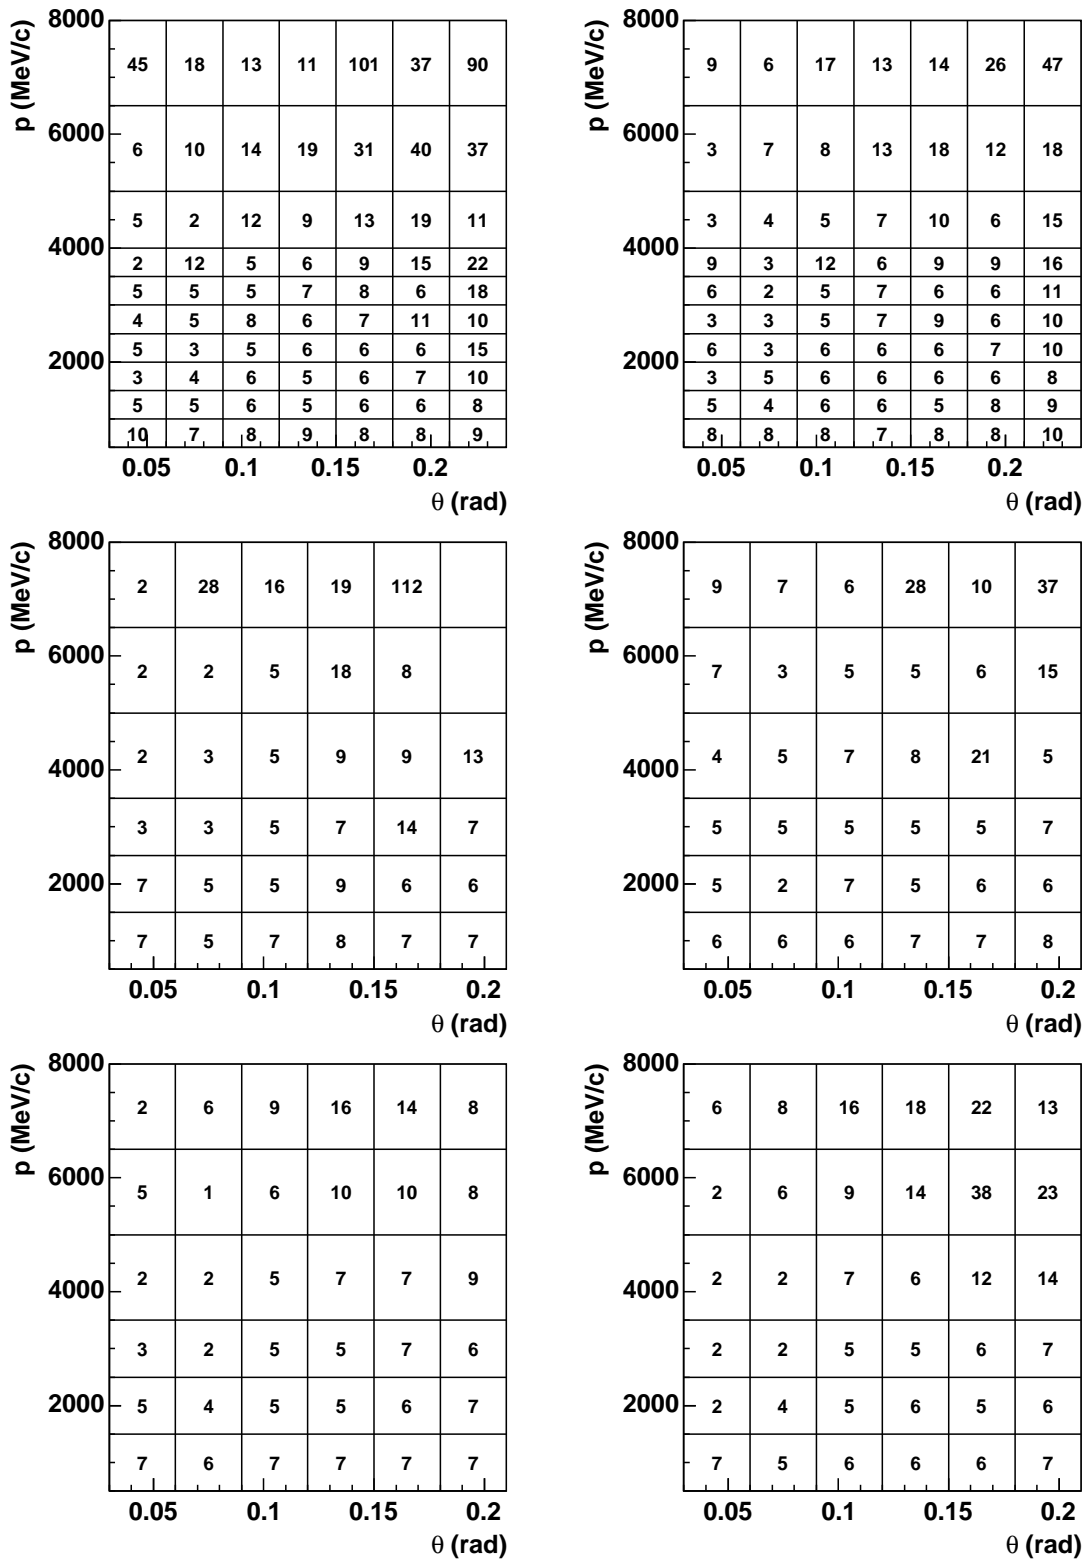 8000 45 18 13 11 101 37 90
p (MeV/c)
6000 6 10 14 19 31 40 37
5 2 12 9 13 19 11
4000
2 12 5 6 9 15 22
5 5 5 7 8 6 18
4 5 8 6 7 11 10
5 3 5 6 6 6 15
2000
3 4 6 5 6 7 10
5 5 6 5 6 6 8
10 7 8 9 8 8 9
0.05 0.1 0.15 0.2
θ (rad)
8000 9 6 17 13 14 26 47
p (MeV/c)
6000 3 7 8 13 18 12 18
3 4 5 7 10 6 15
4000
9 3 12 6 9 9 16
6 2 5 7 6 6 11
3 3 5 7 9 6 10
6 3 6 6 6 7 10
2000
3 5 6 6 6 6 8
5 4 6 6 5 8 9
8 8 8 7 8 8 10
0.05 0.1 0.15 0.2
θ (rad)
8000
p (MeV/c)
2 28 16 19 112
6000 2 2 5 18 8
4000 2 3 5 9 9 13
3 3 5 7 14 7
2000 7 5 5 9 6 6
7 5 7 8 7 7
0.05 0.1 0.15 0.2
θ (rad)
8000
p (MeV/c)
9 7 6 28 10 37
6000 7 3 5 5 6 15
4000 4 5 7 8 21 5
5 5 5 5 5 7
2000 5 2 7 5 6 6
6 6 6 7 7 8
0.05 0.1 0.15 0.2
θ (rad)
8000
p (MeV/c)
2 6 9 16 14 8
6000 5 1 6 10 10 8
4000 2 2 5 7 7 9
3 2 5 5 7 6
2000 5 4 5 5 6 7
7 6 7 7 7 7
0.05 0.1 0.15 0.2
θ (rad)
8000
p (MeV/c)
6 8 16 18 22 13
6000 2 6 9 14 38 23
4000 2 2 7 6 12 14
2 2 5 5 6 7
2000 2 4 5 6 5 6
7 5 6 6 6 7
0.05 0.1 0.15 0.2
θ (rad)